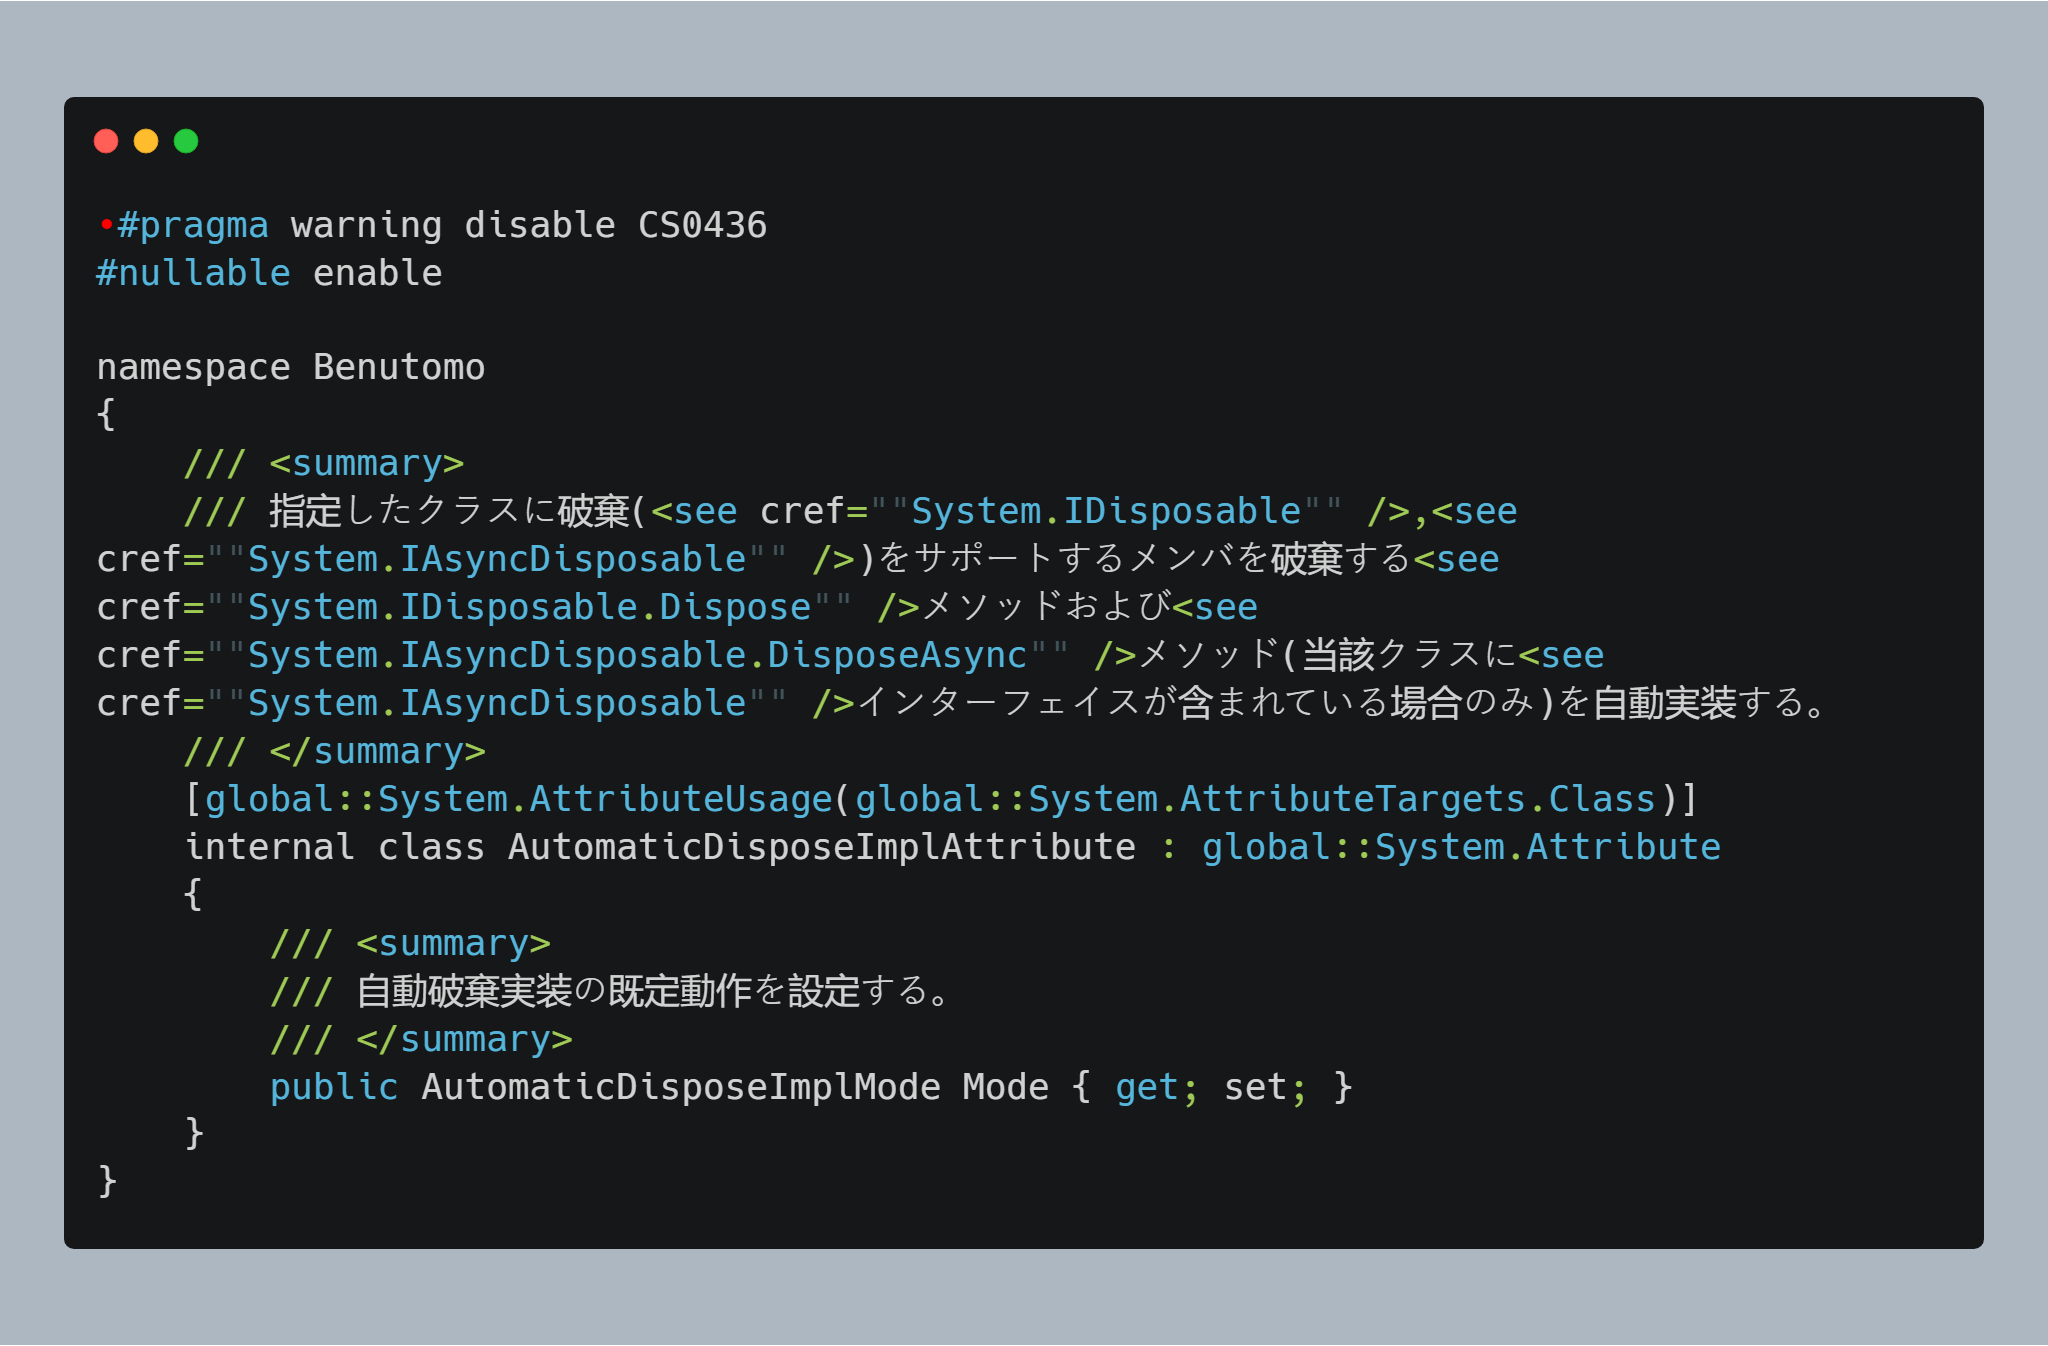 •#pragma warning disable CS0436
#nullable enable

namespace Benutomo
{
    /// <summary>
    /// 指定したクラスに破棄(<see cref=""System.IDisposable"" />,<see
cref=""System.IAsyncDisposable"" />)をサポートするメンバを破棄する<see
cref=""System.IDisposable.Dispose"" />メソッドおよび<see
cref=""System.IAsyncDisposable.DisposeAsync"" />メソッド(当該クラスに<see
cref=""System.IAsyncDisposable"" />インターフェイスが含まれている場合のみ)を自動実装する。
    /// </summary>
    [global::System.AttributeUsage(global::System.AttributeTargets.Class)]
    internal class AutomaticDisposeImplAttribute : global::System.Attribute
    {
        /// <summary>
        /// 自動破棄実装の既定動作を設定する。
        /// </summary>
        public AutomaticDisposeImplMode Mode { get; set; }
    }
}